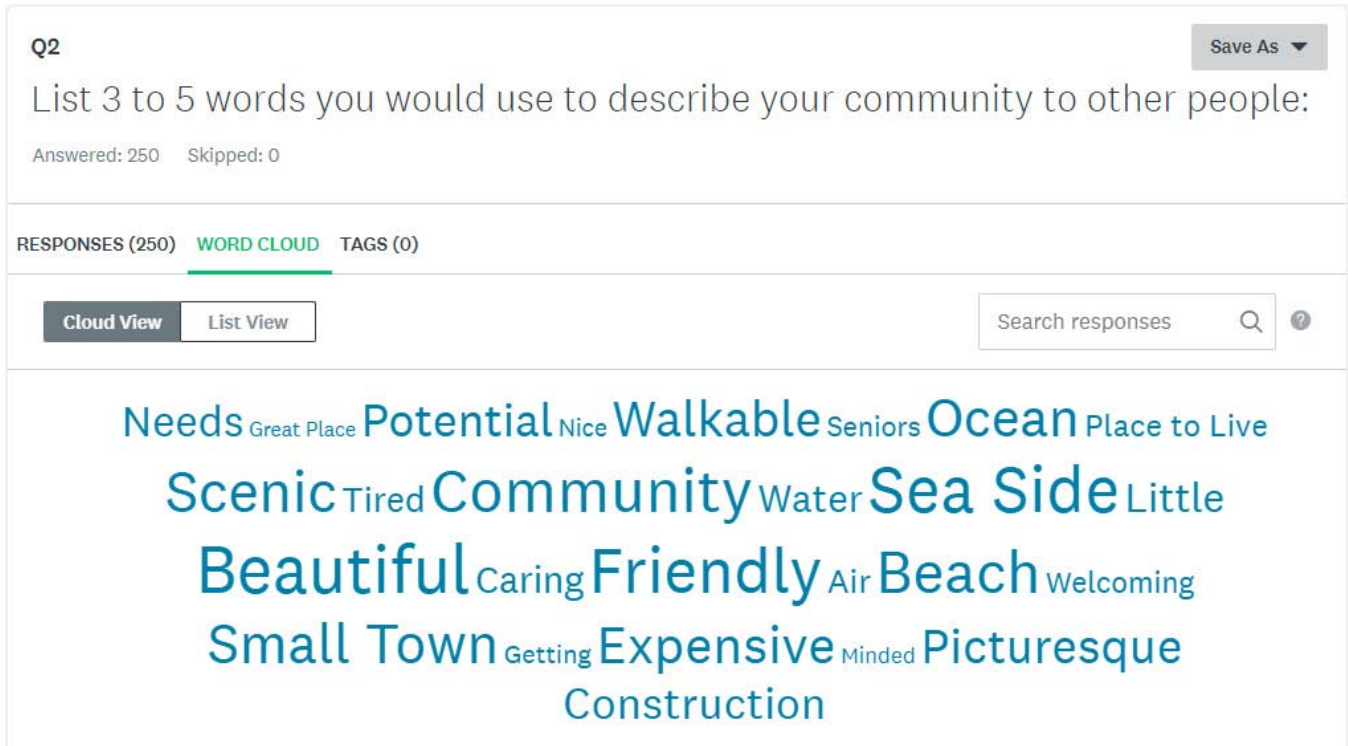 Q2
Save As
List 3 to 5 words you would use to describe your community to other people:
Answered: 250 Skipped: 0
RESPONSES (250) WORD CLOUD TAGS (0)
Cloud View List View Search responses ?
Needs Great Place Potential Nice Walkable Seniors Ocean Place to Live
Scenic Tired Community Water Sea Side Little
Beautiful Caring Friendly Air Beach Welcoming
Small Town Getting Expensive Minded Picturesque
Construction